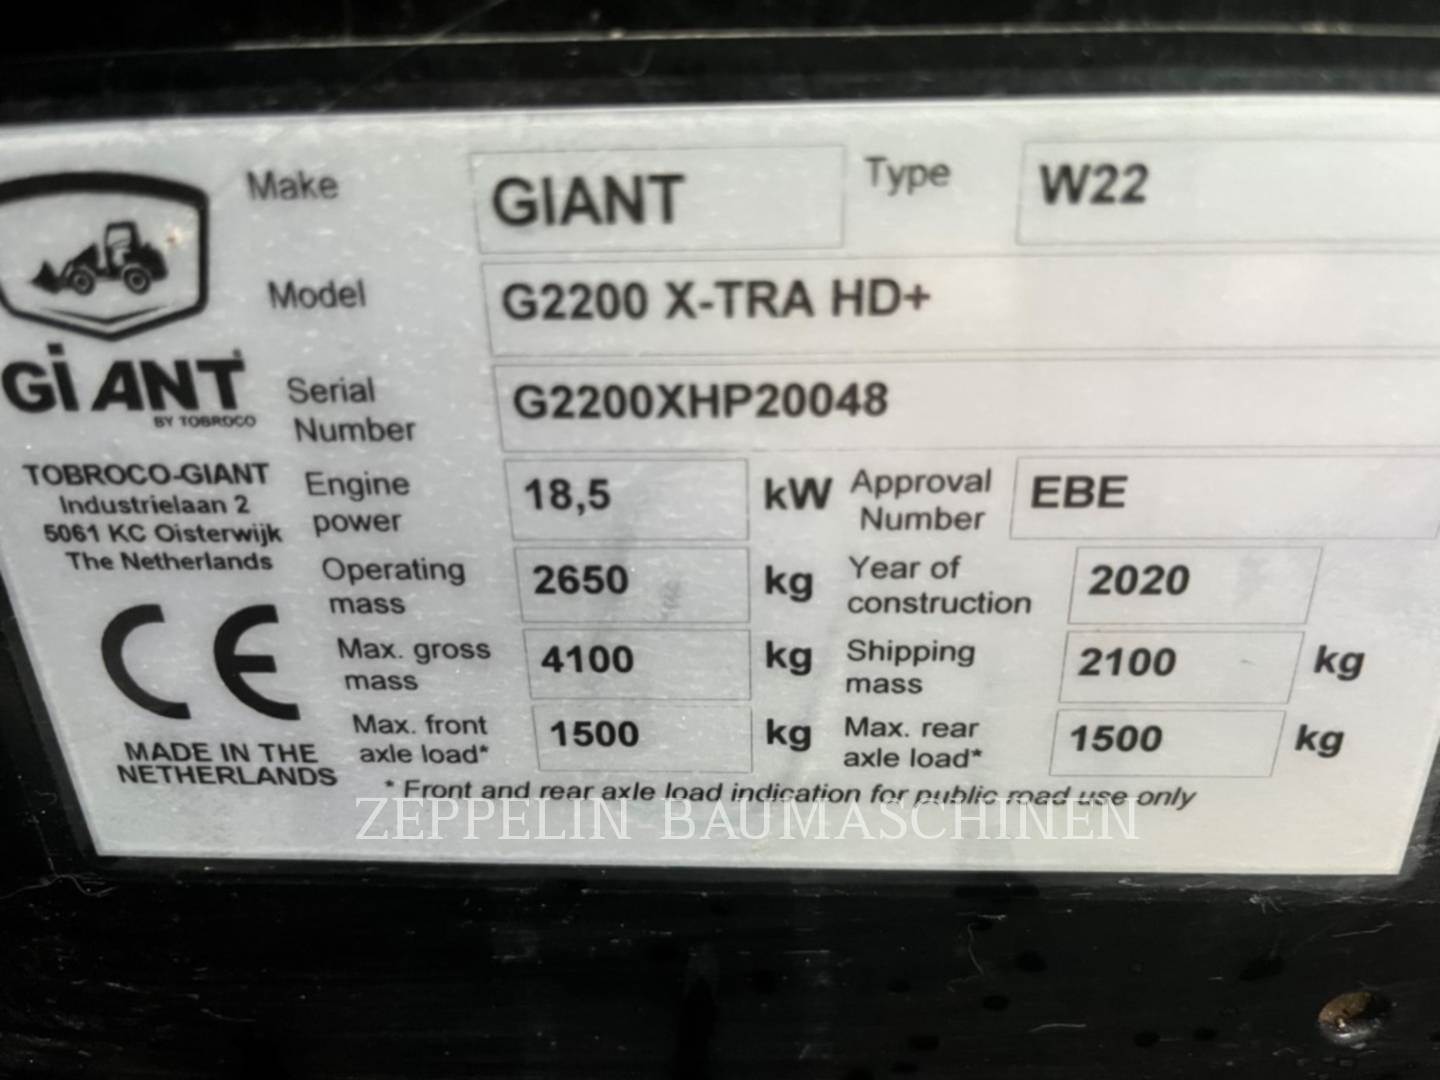 Make GIANT Type W22
Model G2200 X-TRA HD+
GiANT
BY TOBROCO
Serial Number G2200XHP20048
TOBROCO-GIANT
Industrielaan 2
5061 KC Oisterwijk
The Netherlands
Engine power 18,5 kW Approval Number EBE
Operating mass 2650 kg Year of construction 2020
Max. gross mass 4100 kg Shipping mass 2100 kg
Max. front axle load* 1500 kg Max. rear axle load* 1500 kg
CE
MADE IN THE
NETHERLANDS
* Front and rear axle load indication for public road use only
ZEPPELIN BAUMASCHINEN